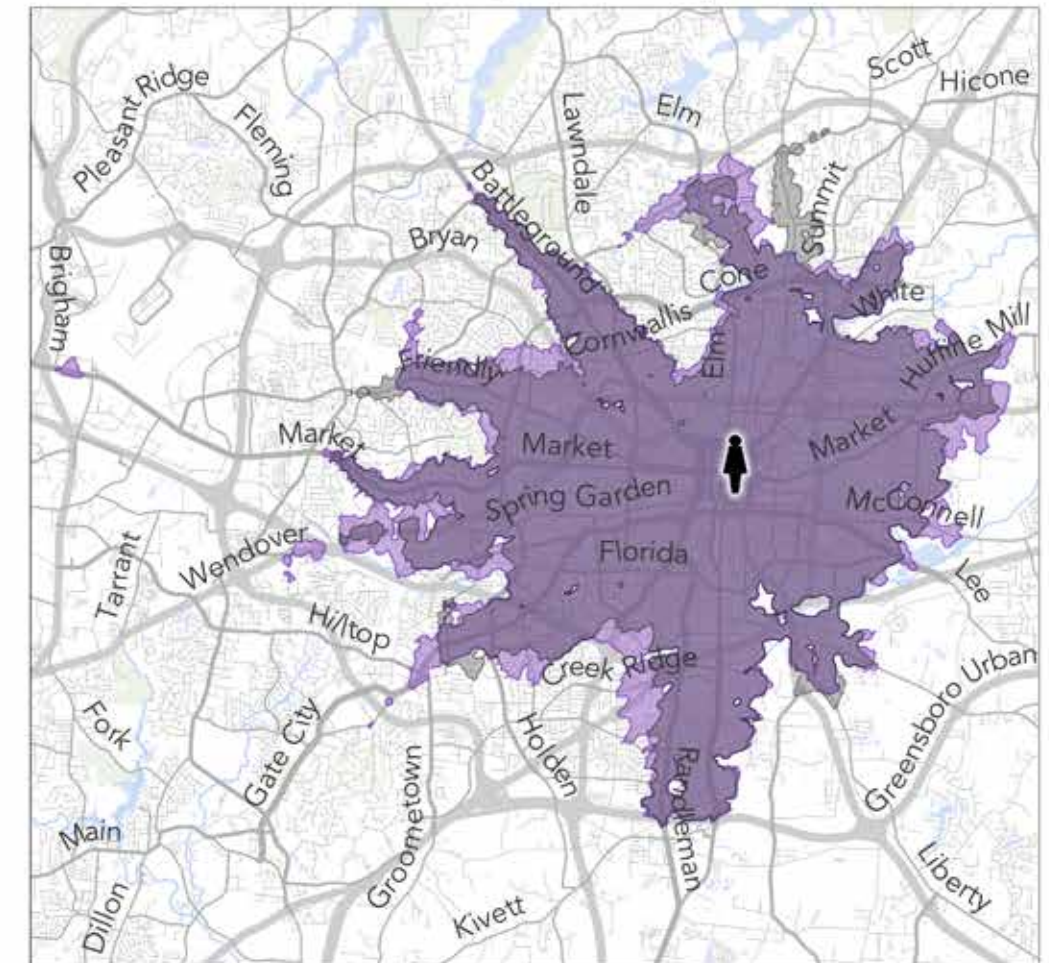 Scott
Hicone
Pleasant Ridge
Fleming
Lawndale
Elm
Battleground
Summit
Bryan
Brigham
Cone
White
Cornwallis
Huffine Mill
Elm
Friendly
Market
Market
Market
Spring Garden
McConnell
Wendover
Florida
Tarrant
Lee
Hilltop
Creek Ridge
Greensboro Urban
Fork
Gate City
Holden
Randleman
Groometown
Main
Liberty
Dillon
Kivett